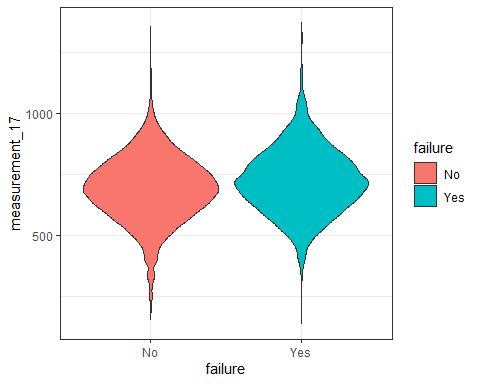 measurement_17
1000
500
No
Yes
failure
failure
No
Yes